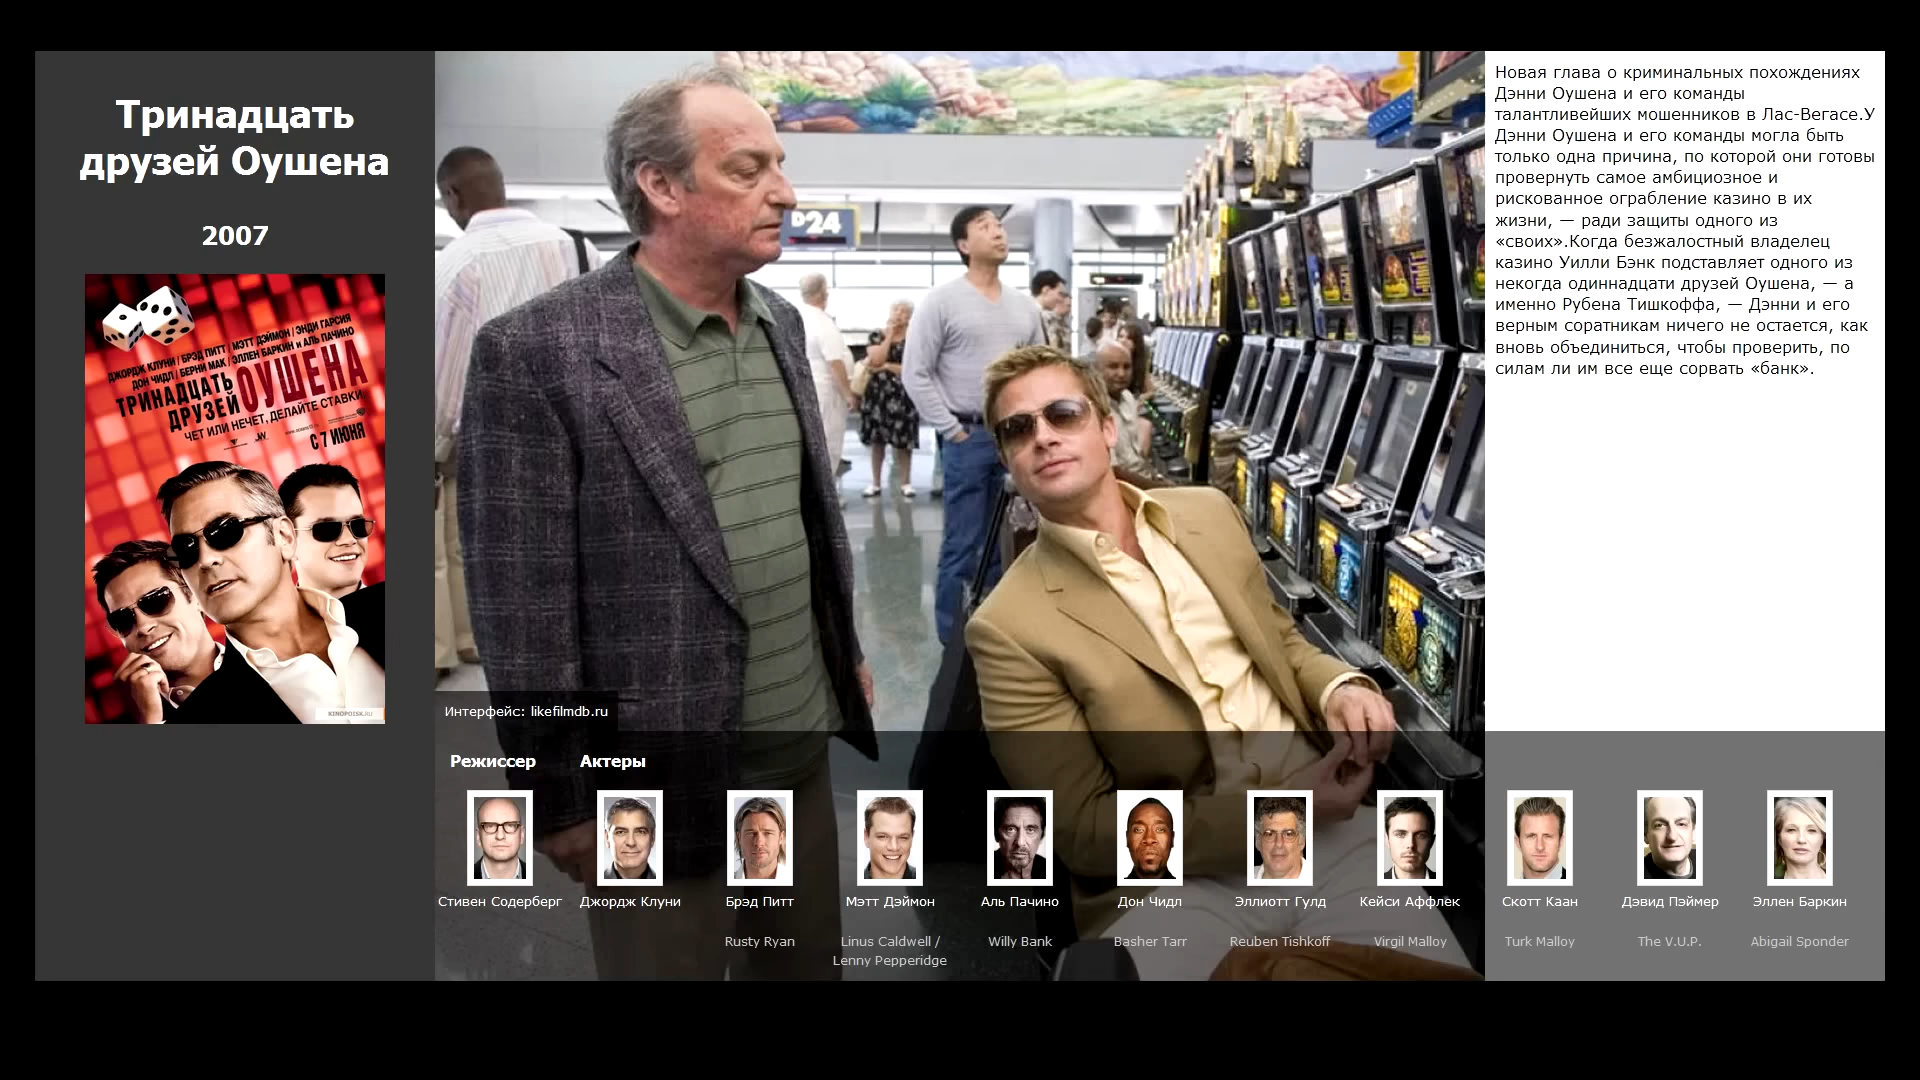 Тринадцать
друзей Оушена
2007
ДЖОРДЖ КЛУНИ / БРЭД ПИТТ / МЭТТ ДЭЙМОН / ЭНДИ ГАРСИЯ
ДОН ЧИДЛ / БЕРНИ МАК / ЭЛЛЕН БАРКИН и АЛЬ ПАЧИНО
ТРИНАДЦАТЬ
ДРУЗЕЙ ОУШЕНА
ЧЕТ ИЛИ НЕЧЕТ, ДЕЛАЙТЕ СТАВКИ
С 7 ИЮНЯ
KINOPOISK.RU
D24
Интерфейс: likefilmdb.ru
Новая глава о криминальных похождениях
Дэнни Оушена и его команды
талантливейших мошенников в Лас-Вегасе.У
Дэнни Оушена и его команды могла быть
только одна причина, по которой они готовы
провернуть самое амбициозное и
рискованное ограбление казино в их
жизни, — ради защиты одного из
«своих».Когда безжалостный владелец
казино Уилли Бэнк подставляет одного из
некогда одиннадцати друзей Оушена, — а
именно Рубена Тишкоффа, — Дэнни и его
верным соратникам ничего не остается, как
вновь объединиться, чтобы проверить, по
силам ли им все еще сорвать «банк».
Режиссер Актеры
Стивен Содерберг Джордж Клуни Брэд Питт Мэтт Дэймон Аль Пачино Дон Чидл Эллиотт Гулд Кейси Аффлек Скотт Каан Дэвид Пэймер Эллен Баркин
Rusty Ryan Linus Caldwell / Willy Bank Basher Tarr Reuben Tishkoff Virgil Malloy Turk Malloy The V.U.P. Abigail Sponder
Lenny Pepperidge